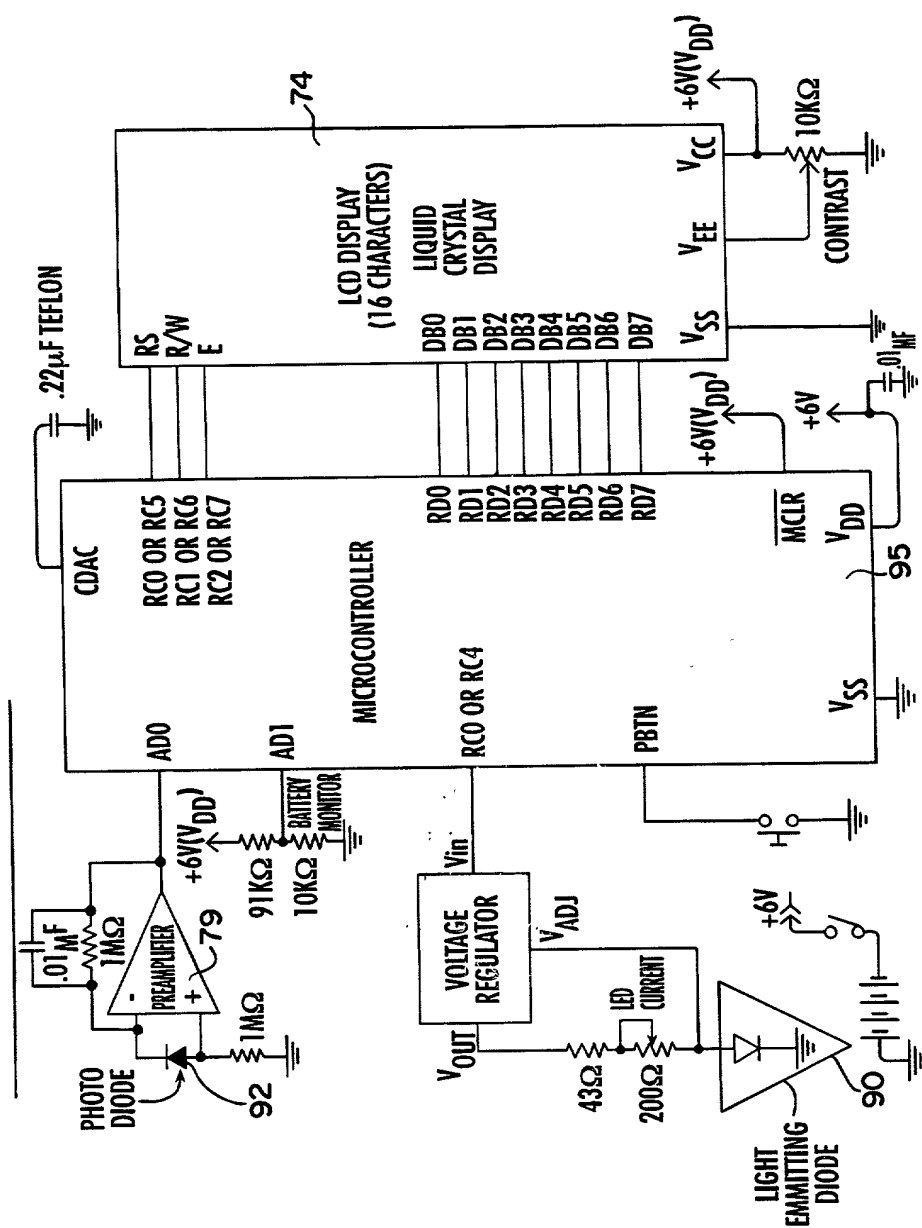 .01MF
1MΩ
-
PREAMPLIFIER
+
79
PHOTO
DIODE
92
1MΩ
+6V(VDD)
91KΩ
10KΩ
BATTERY
MONITOR
.22µF TEFLON
CDAC
AD0
AD1
MICROCONTROLLER
RC0 OR RC5
RC1 OR RC6
RC2 OR RC7
RC0 OR RC4
PBTN
RD0
RD1
RD2
RD3
RD4
RD5
RD6
RD7
MCLR
VDD
VSS
95
+6V(VDD)
+6V
.01MF
RS
R/W
E
74
LCD DISPLAY
(16 CHARACTERS)
LIQUID
CRYSTAL
DISPLAY
DB0
DB1
DB2
DB3
DB4
DB5
DB6
DB7
VSS
VEE
VCC
+6V(VDD)
10KΩ
CONTRAST
Vin
VOLTAGE
REGULATOR
VADJ
VOUT
43Ω
200Ω
LED
CURRENT
LIGHT
EMMITTING
DIODE
90
+6V